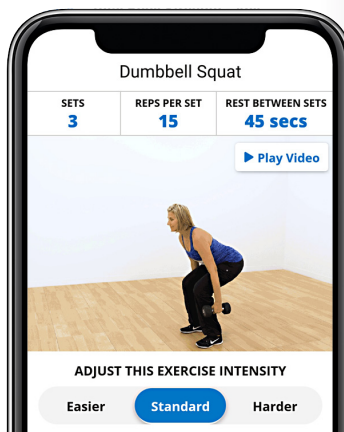 Dumbbell Squat
SETS
3
REPS PER SET
15
REST BETWEEN SETS
45 secs
Play Video
ADJUST THIS EXERCISE INTENSITY
Easier
Standard
Harder